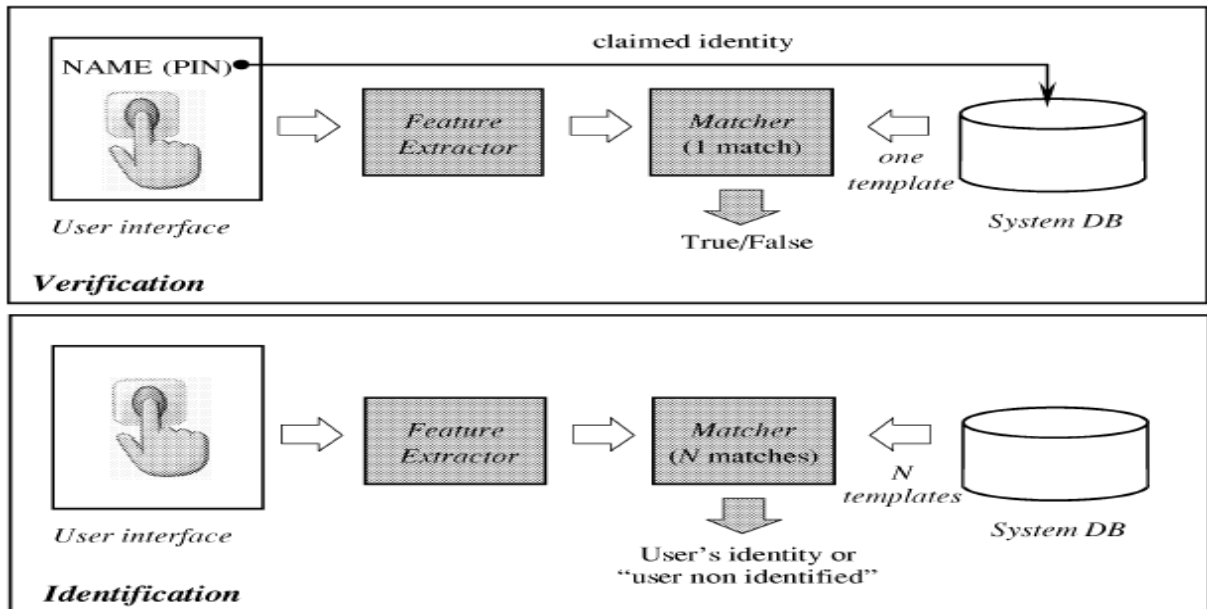 claimed identity
NAME (PIN)
Feature
Extractor
Matcher
(1 match)
one
template
User interface
System DB
True/False
Verification
Feature
Extractor
Matcher
(N matches)
N
templates
User interface
System DB
User's identity or
“user non identified”
Identification